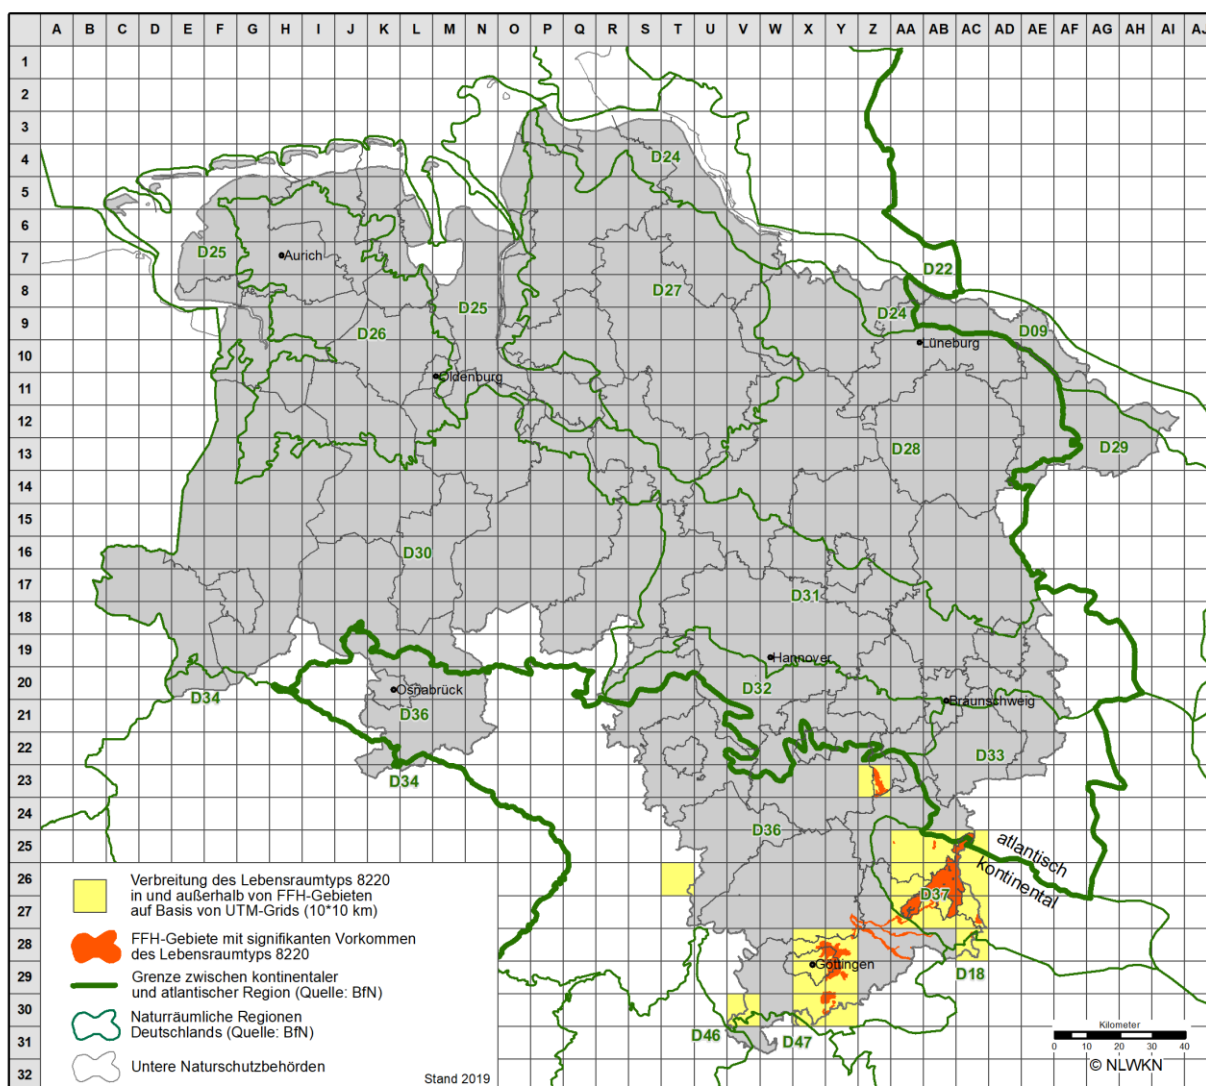 A B C D E F G H I J K L M N O P Q R S T U V W X Y Z AA AB AC AD AE AF AG AH AI AJ
1
2
3
4
D24
5
6
D25
7
Aurich
D22
8
D27
D25
D24
9
D26
D09
Lüneburg
10
Oldenburg
11
12
D28
D29
13
14
15
16
D30
17
D31
18
19
Hannover
20
D34
Osnabrück
D32
Braunschweig
21
D36
22
D33
D34
23
24
D36
25
atlantisch
kontinental
26
D37
27
28
Göttingen
29
D18
30
D46
D47
31
32
Verbreitung des Lebensraumtyps 8220
in und außerhalb von FFH-Gebieten
auf Basis von UTM-Grids (10*10 km)
FFH-Gebiete mit signifikanten Vorkommen
des Lebensraumtyps 8220
Grenze zwischen kontinentaler
und atlantischer Region (Quelle: BfN)
Naturräumliche Regionen
Deutschlands (Quelle: BfN)
Untere Naturschutzbehörden
Stand 2019
Kilometer
0 5 10 20 30 40
© NLWKN